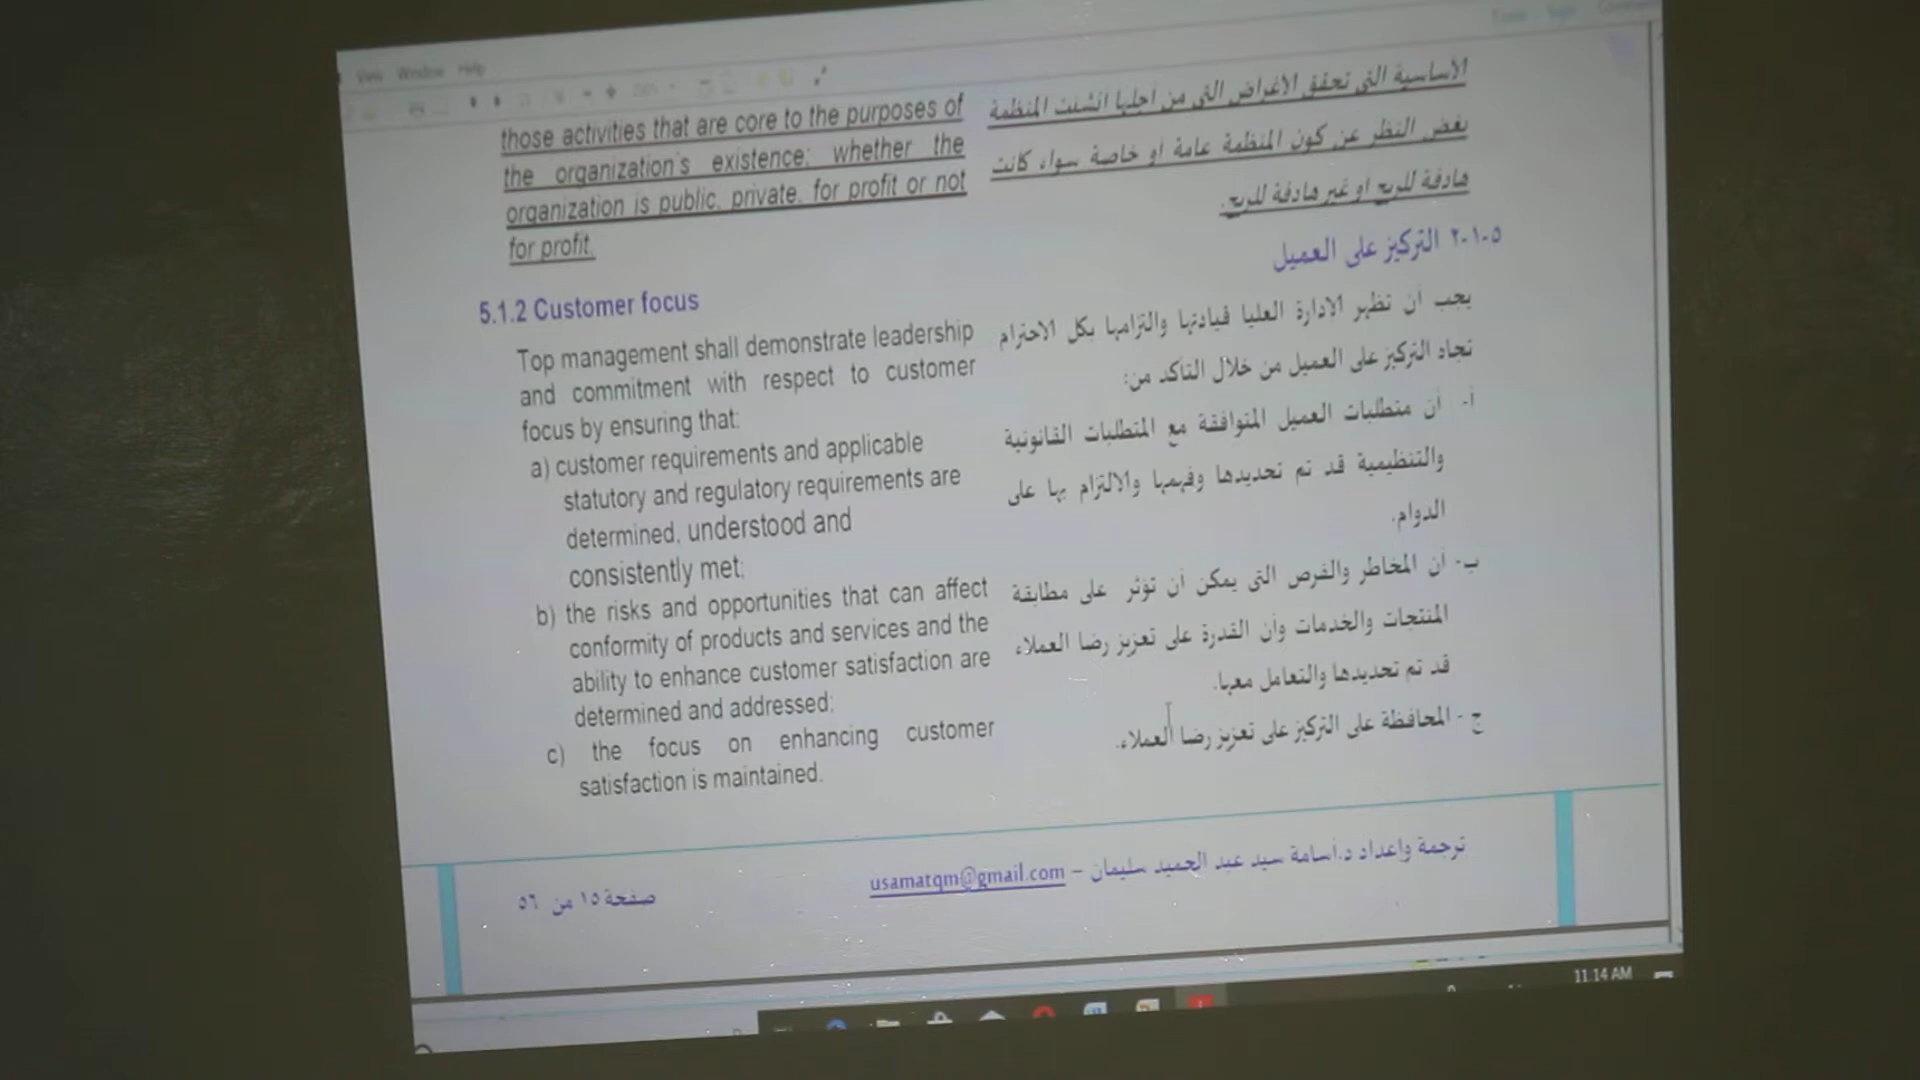 View Window Help
those activities that are core to the purposes of
the organization's existence; whether the
organization is public, private, for profit or not
for profit.
5.1.2 Customer focus
Top management shall demonstrate leadership
and commitment with respect to customer
focus by ensuring that:
a) customer requirements and applicable
statutory and regulatory requirements are
determined, understood and
consistently met;
b) the risks and opportunities that can affect
conformity of products and services and the
ability to enhance customer satisfaction are
determined and addressed;
c) the focus on enhancing customer
satisfaction is maintained.
الأساسية التي تحقق الأغراض التي من أجلها أنشئت المنظمة
بغض النظر عن كون المنظمة عامة او خاصة سواء كانت
هادفة للربح او غير هادفة للربح.
٥-١-٢ التركيز على العميل
يجب أن تظهر الإدارة العليا قيادتها والتزامها بكل الاحترام
تجاه التركيز على العميل من خلال التأكد من:
أ- أن متطلبات العميل المتوافقة مع المتطلبات القانونية
والتنظيمية قد تم تحديدها وفهمها والالتزام بها على
الدوام.
ب- أن المخاطر والفرص التى يمكن أن تؤثر على مطابقة
المنتجات والخدمات وأن القدرة على تعزيز رضا العملاء
قد تم تحديدها والتعامل معها.
ج - المحافظة على التركيز على تعزيز رضا العملاء.
ترجمة واعداد د.أسامة سيد عبد الحميد سليمان – usamatqm@gmail.com
صفحة ١٥ من ٥٦
11:14 AM